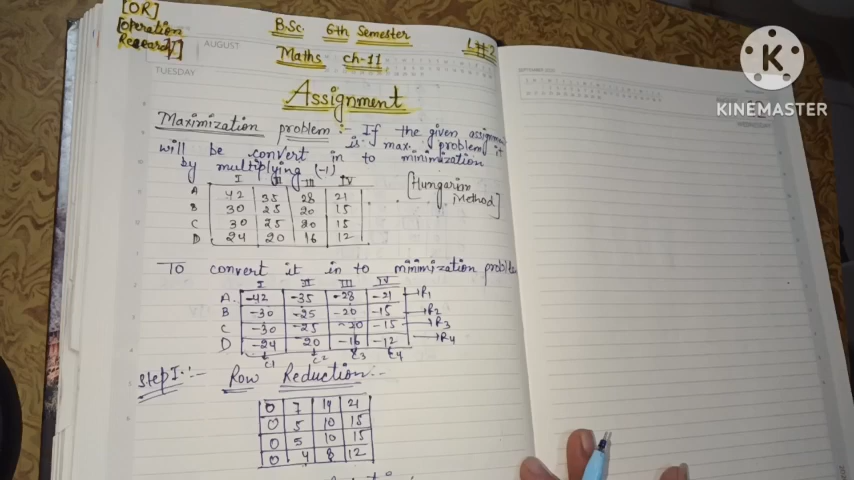 [OR]
[Operation
Research]
B.Sc. 6th Semester
Maths ch-11
L#2
AUGUST
TUESDAY
SEPTEMBER
KINEMASTER
Assignment
Maximization problem:- If the given assignment
is max. problem it
will be convert in to minimization
by multiplying (-1)
I II III IV
A 42 35 28 21
B 30 25 20 15
C 30 25 20 15
D 24 20 16 12
[Hungarian
Method]
To convert it in to minimization problem
I II III IV
A. -42 -35 -28 -21 →R1
B -30 -25 -20 -15 →R2
C -30 -25 -20 -15 →R3
D -24 -20 -16 -12 →R4
C1 C2 C3 C4
Step I:- Row Reduction:-
0 7 14 21
0 5 10 15
0 5 10 15
0 4 8 12